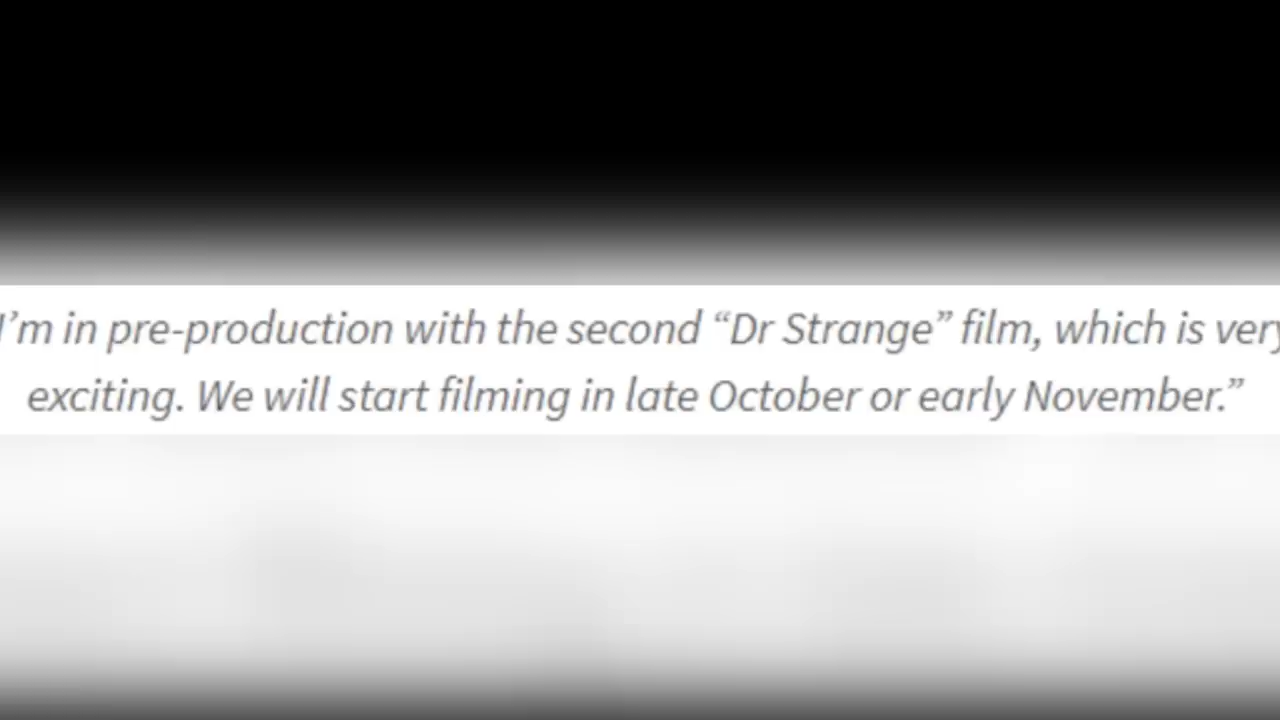 I’m in pre-production with the second “Dr Strange” film, which is very
exciting. We will start filming in late October or early November.”